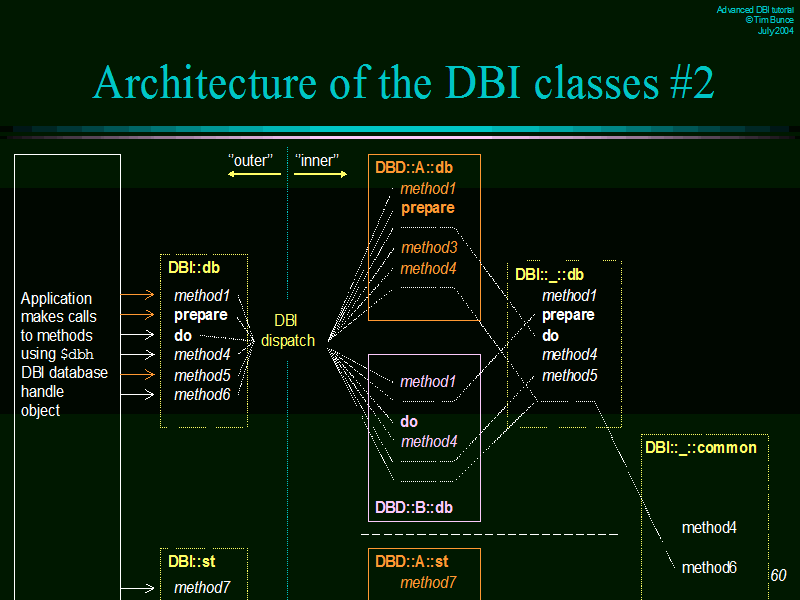 Advanced DBI tutorial
© Tim Bunce
July 2004
Architecture of the DBI classes #2
"outer"
"inner"
Application
makes calls
to methods
using $dbh
DBI database
handle
object
DBI::db
method1
prepare
do
method4
method5
method6
DBI
dispatch
DBD::A::db
method1
prepare
method3
method4
method1
do
method4
DBD::B::db
DBI::_::db
method1
prepare
do
method4
method5
DBI::_::common
method4
method6
DBI::st
method7
DBD::A::st
method7
60